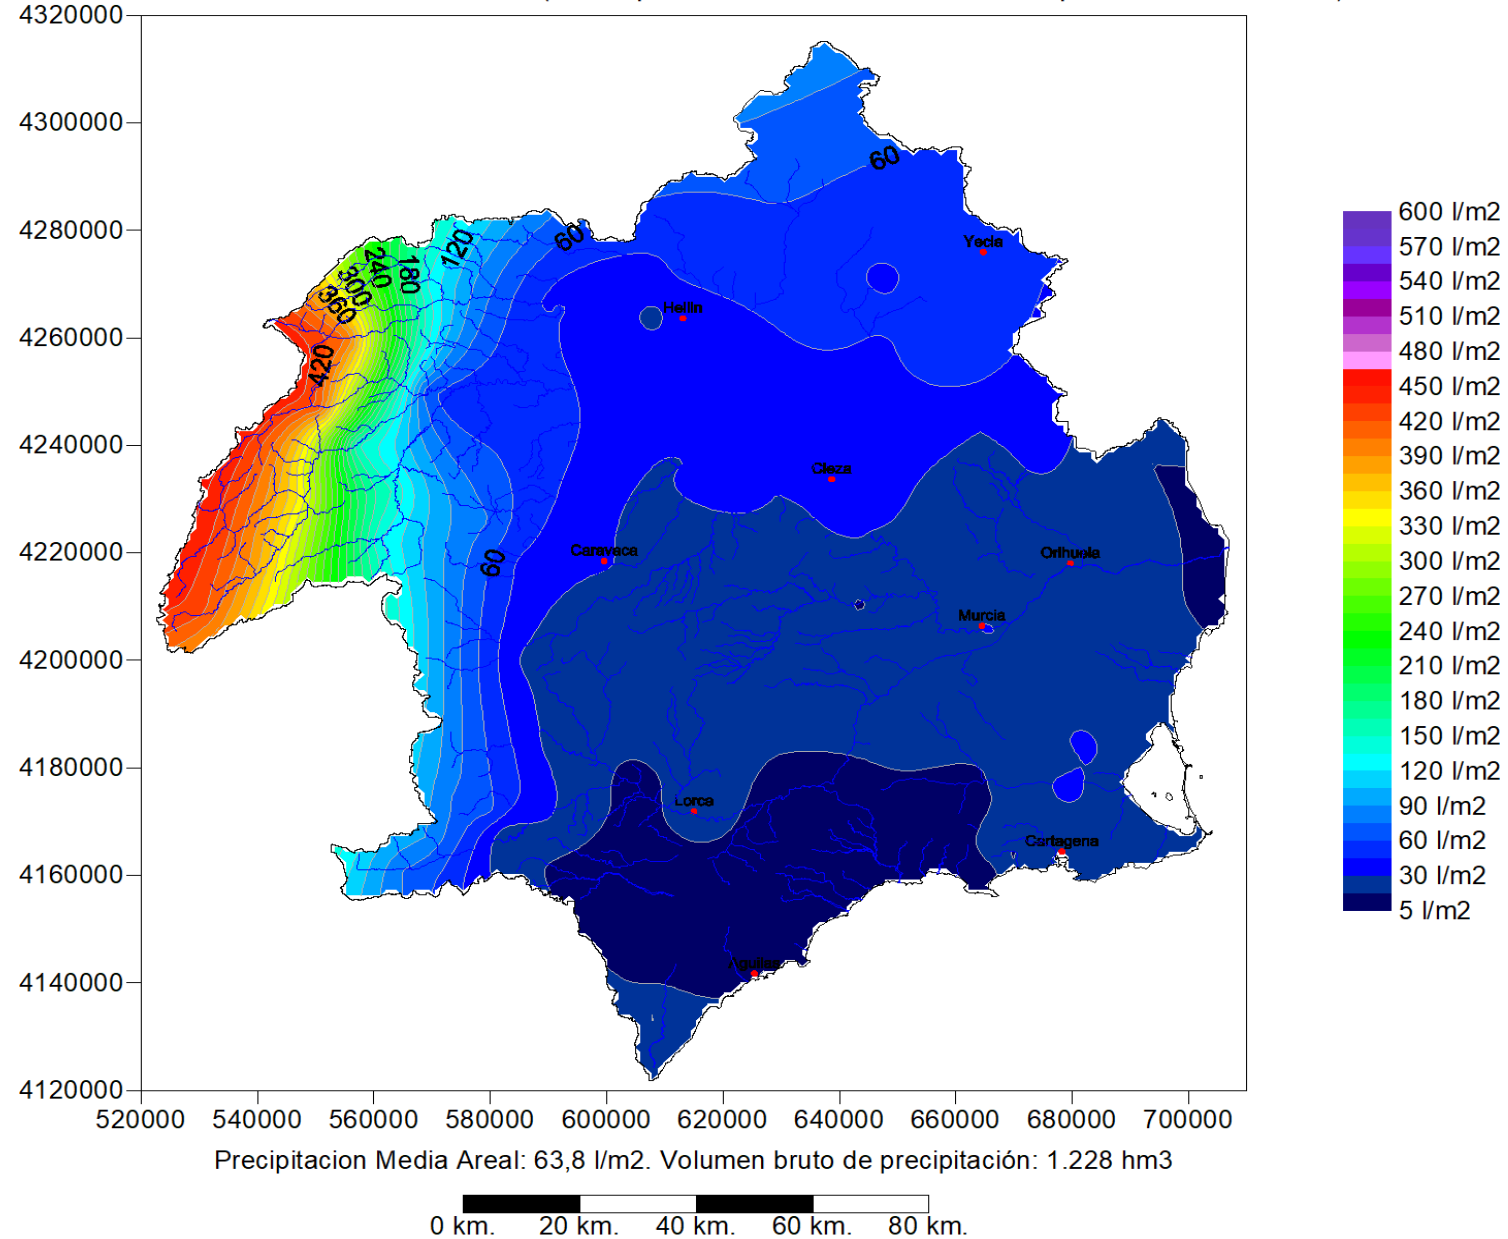 4320000
4300000
4280000
4260000
4240000
4220000
4200000
4180000
4160000
4140000
4120000
520000 540000 560000 580000 600000 620000 640000 660000 680000 700000
60
60
120
180
240
300
360
420
60
Yecla
Hellín
Cieza
Caravaca
Orihuela
Murcia
Lorca
Cartagena
Aguilas
600 l/m2
570 l/m2
540 l/m2
510 l/m2
480 l/m2
450 l/m2
420 l/m2
390 l/m2
360 l/m2
330 l/m2
300 l/m2
270 l/m2
240 l/m2
210 l/m2
180 l/m2
150 l/m2
120 l/m2
90 l/m2
60 l/m2
30 l/m2
5 l/m2
Precipitacion Media Areal: 63,8 l/m2. Volumen bruto de precipitación: 1.228 hm3
0 km. 20 km. 40 km. 60 km. 80 km.